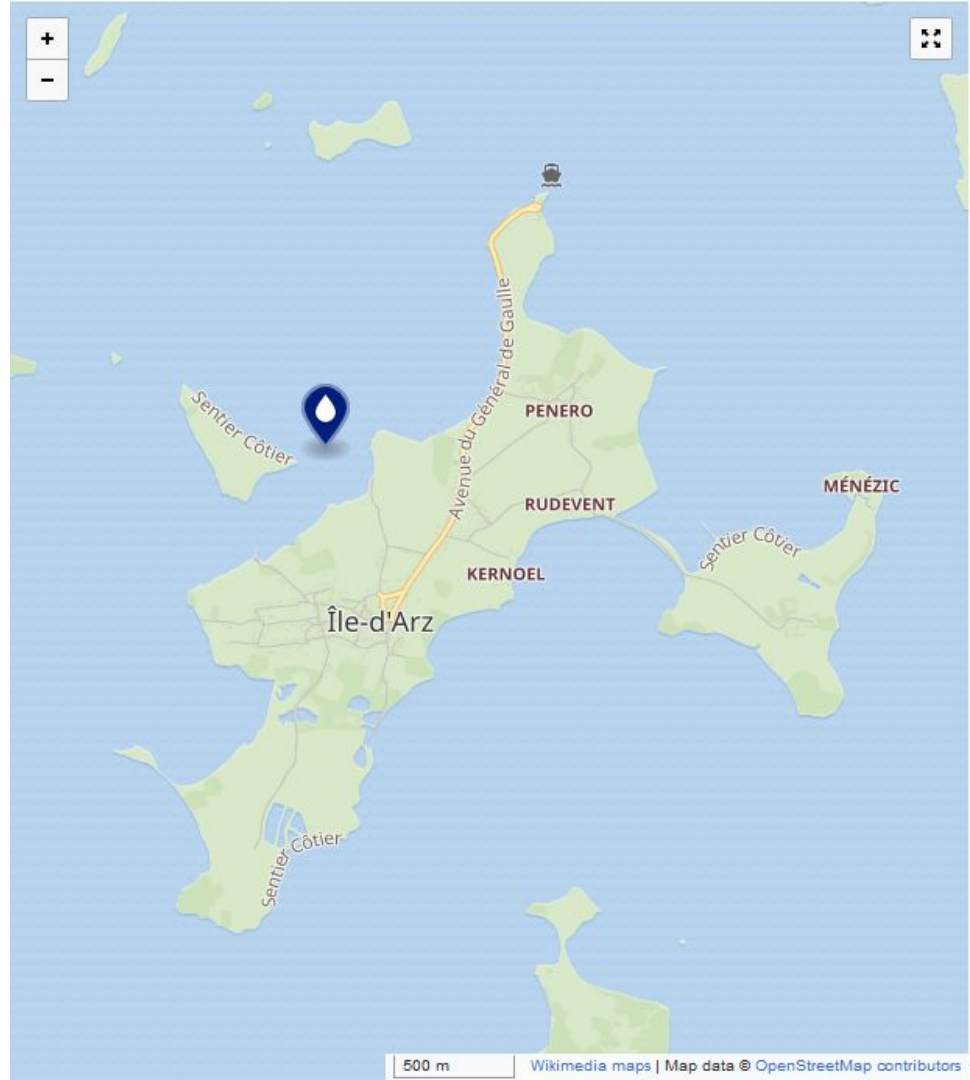 +
−
Avenue du Général de Gaulle
Sentier Côtier
PENERO
MÉNÉZIC
RUDEVENT
Sentier Côtier
KERNOEL
Île-d'Arz
Sentier Côtier
500 m
Wikimedia maps | Map data © OpenStreetMap contributors